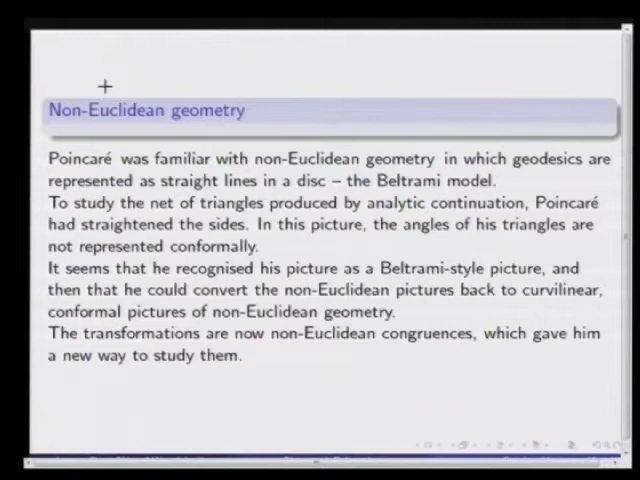 Non-Euclidean geometry
Poincaré was familiar with non-Euclidean geometry in which geodesics are
represented as straight lines in a disc – the Beltrami model.
To study the net of triangles produced by analytic continuation, Poincaré
had straightened the sides. In this picture, the angles of his triangles are
not represented conformally.
It seems that he recognised his picture as a Beltrami-style picture, and
then that he could convert the non-Euclidean pictures back to curvilinear,
conformal pictures of non-Euclidean geometry.
The transformations are now non-Euclidean congruences, which gave him
a new way to study them.